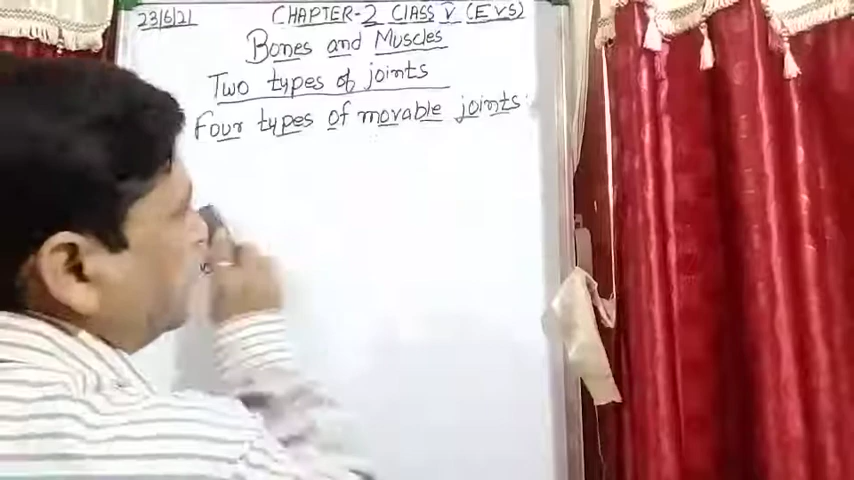 23/6/21 CHAPTER-2 CLASS V (EVS)
Bones and Muscles
Two types of joints
Four types of movable joints